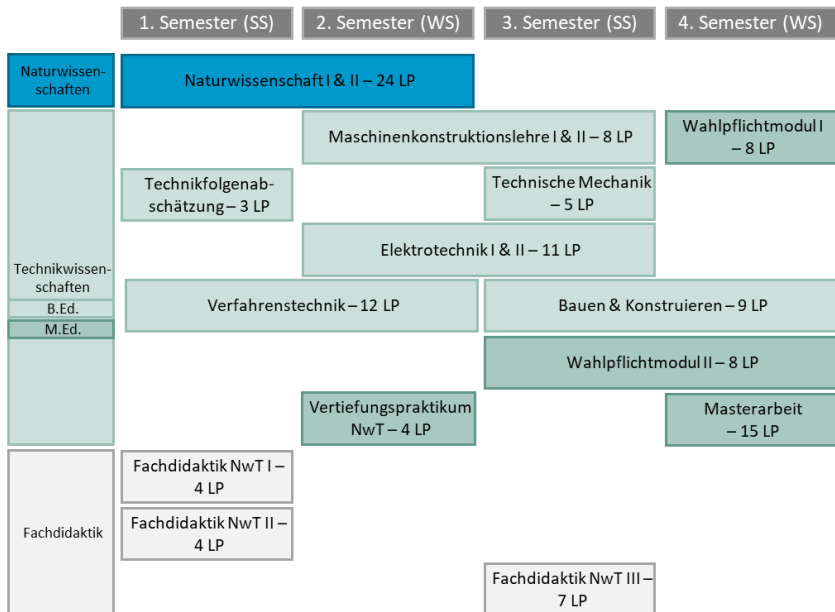 1. Semester (SS)
2. Semester (WS)
3. Semester (SS)
4. Semester (WS)
Naturwissen-
schaften
Naturwissenschaft I & II – 24 LP
Maschinenkonstruktionslehre I & II – 8 LP
Wahlpflichtmodul I
– 8 LP
Technikfolgenab-
schätzung – 3 LP
Technische Mechanik
– 5 LP
Elektrotechnik I & II – 11 LP
Technikwissen-
schaften
B.Ed.
M.Ed.
Verfahrenstechnik – 12 LP
Bauen & Konstruieren – 9 LP
Wahlpflichtmodul II – 8 LP
Vertiefungspraktikum
NwT – 4 LP
Masterarbeit
– 15 LP
Fachdidaktik
Fachdidaktik NwT I –
4 LP
Fachdidaktik NwT II –
4 LP
Fachdidaktik NwT III –
7 LP